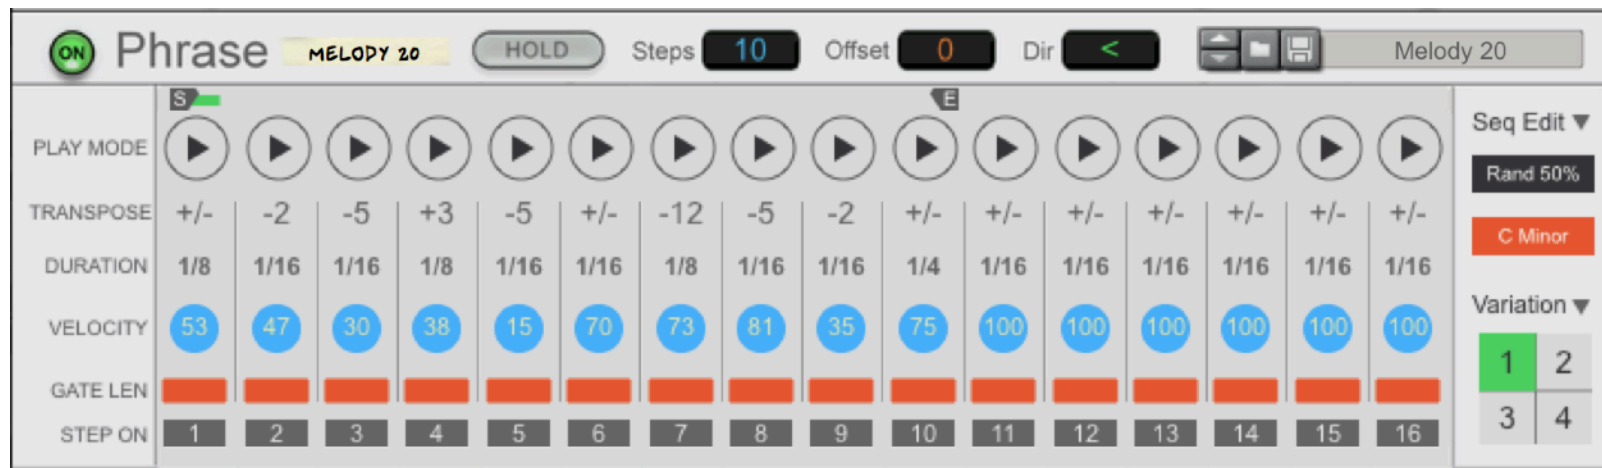 ON Phrase MELODY 20 HOLD Steps 10 Offset 0 Dir < Melody 20
S E
PLAY MODE
TRANSPOSE +/- -2 -5 +3 -5 +/- -12 -5 -2 +/- +/- +/- +/- +/- +/- +/-
DURATION 1/8 1/16 1/16 1/8 1/16 1/16 1/8 1/16 1/16 1/4 1/16 1/16 1/16 1/16 1/16 1/16
VELOCITY 53 47 30 38 15 70 73 81 35 75 100 100 100 100 100 100
GATE LEN
STEP ON 1 2 3 4 5 6 7 8 9 10 11 12 13 14 15 16
Seq Edit
Rand 50%
C Minor
Variation
1 2
3 4